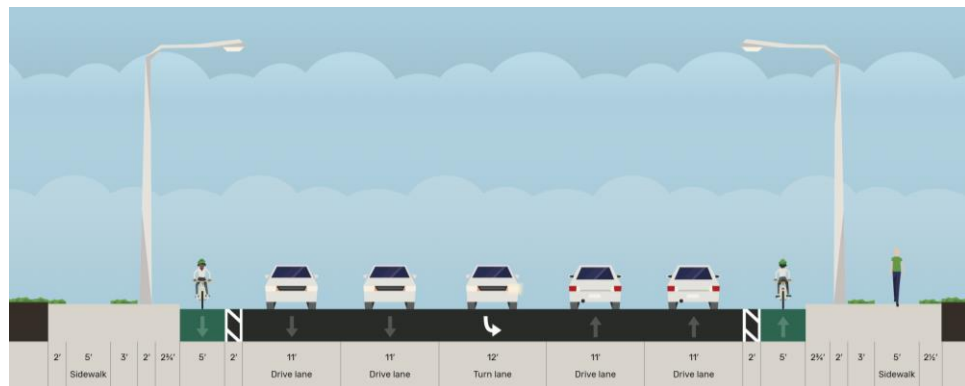 2' 5' 3' 2' 2¾' 5' 2' 11' 11' 12' 11' 11' 2' 5' 2¾' 2' 3' 5' 2½'
Sidewalk Drive lane Drive lane Turn lane Drive lane Drive lane Sidewalk